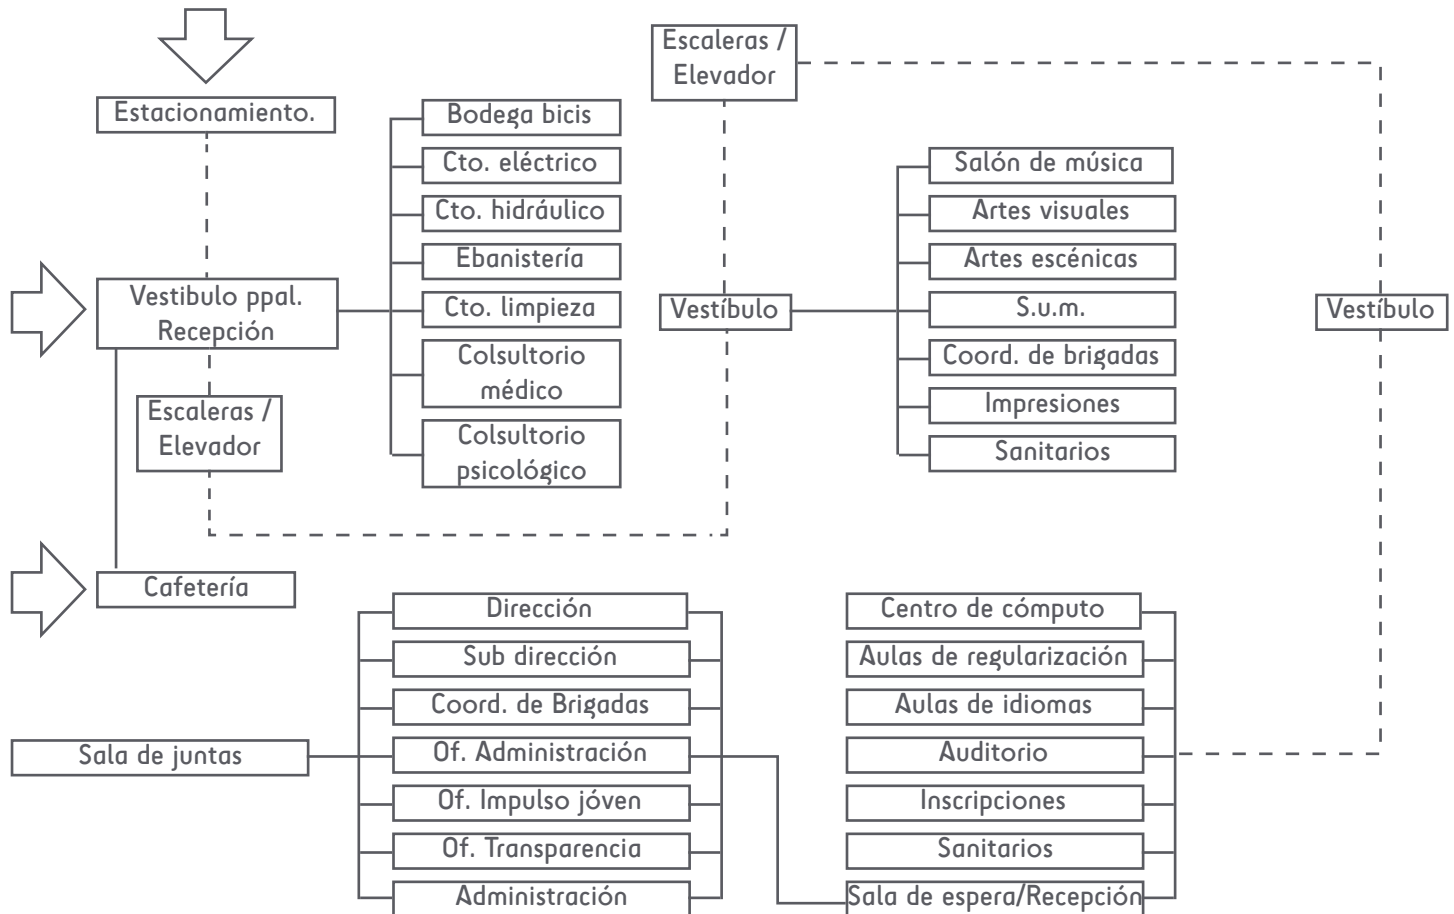 Estacionamiento.
Vestibulo ppal.
Recepción
Escaleras /
Elevador
Cafetería
Bodega bicis
Cto. eléctrico
Cto. hidráulico
Ebanistería
Cto. limpieza
Colsultorio
médico
Colsultorio
psicológico
Escaleras /
Elevador
Vestíbulo
Salón de música
Artes visuales
Artes escénicas
S.u.m.
Coord. de brigadas
Impresiones
Sanitarios
Vestíbulo
Sala de juntas
Dirección
Sub dirección
Coord. de Brigadas
Of. Administración
Of. Impulso jóven
Of. Transparencia
Administración
Centro de cómputo
Aulas de regularización
Aulas de idiomas
Auditorio
Inscripciones
Sanitarios
Sala de espera/Recepción